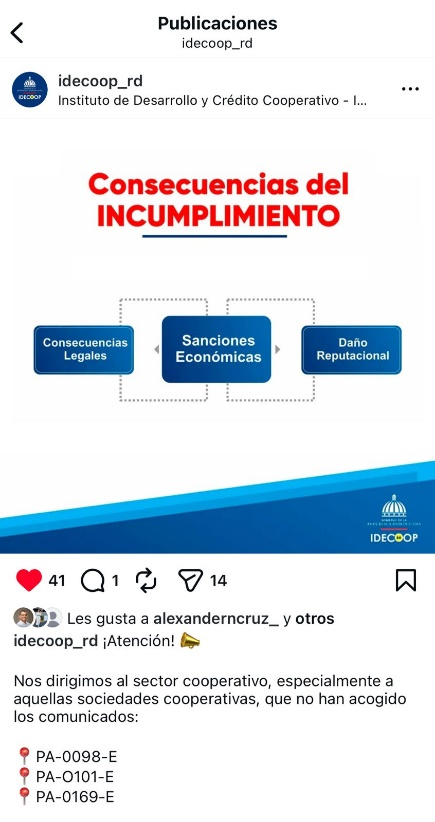 Publicaciones
idecoop_rd
idecoop_rd
Instituto de Desarrollo y Crédito Cooperativo - I...
Consecuencias del
INCUMPLIMIENTO
Consecuencias
Legales
Sanciones
Económicas
Daño
Reputacional
IDECOOP
41
1
14
Les gusta a alexanderncruz_ y otros
idecoop_rd ¡Atención! 📣
Nos dirigimos al sector cooperativo, especialmente a
aquellas sociedades cooperativas, que no han acogido
los comunicados:
📍 PA-0098-E
📍 PA-O101-E
📍 PA-0169-E